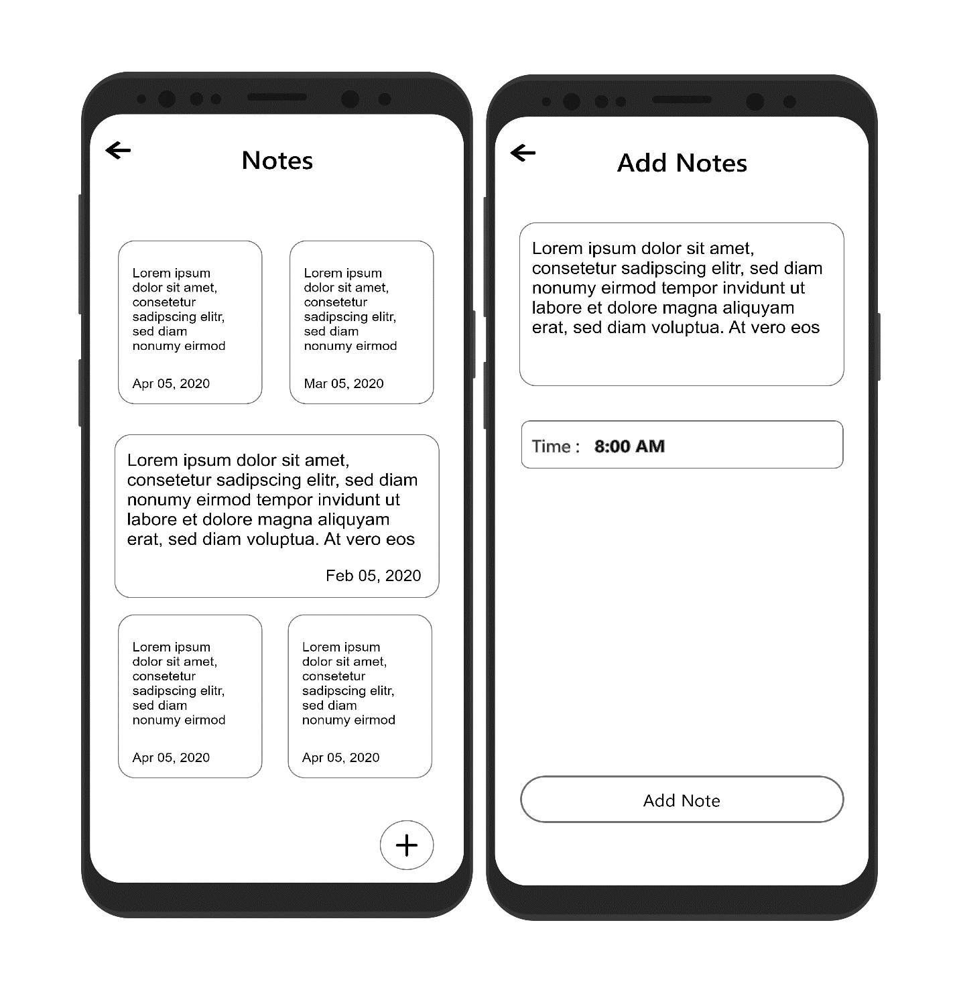 Notes
Lorem ipsum
dolor sit amet,
consetetur
sadipscing elitr,
sed diam
nonumy eirmod
Apr 05, 2020
Lorem ipsum
dolor sit amet,
consetetur
sadipscing elitr,
sed diam
nonumy eirmod
Mar 05, 2020
Lorem ipsum dolor sit amet,
consetetur sadipscing elitr, sed diam
nonumy eirmod tempor invidunt ut
labore et dolore magna aliquyam
erat, sed diam voluptua. At vero eos
Feb 05, 2020
Lorem ipsum
dolor sit amet,
consetetur
sadipscing elitr,
sed diam
nonumy eirmod
Apr 05, 2020
Lorem ipsum
dolor sit amet,
consetetur
sadipscing elitr,
sed diam
nonumy eirmod
Apr 05, 2020
Add Notes
Lorem ipsum dolor sit amet,
consetetur sadipscing elitr, sed diam
nonumy eirmod tempor invidunt ut
labore et dolore magna aliquyam
erat, sed diam voluptua. At vero eos
Time : 8:00 AM
Add Note